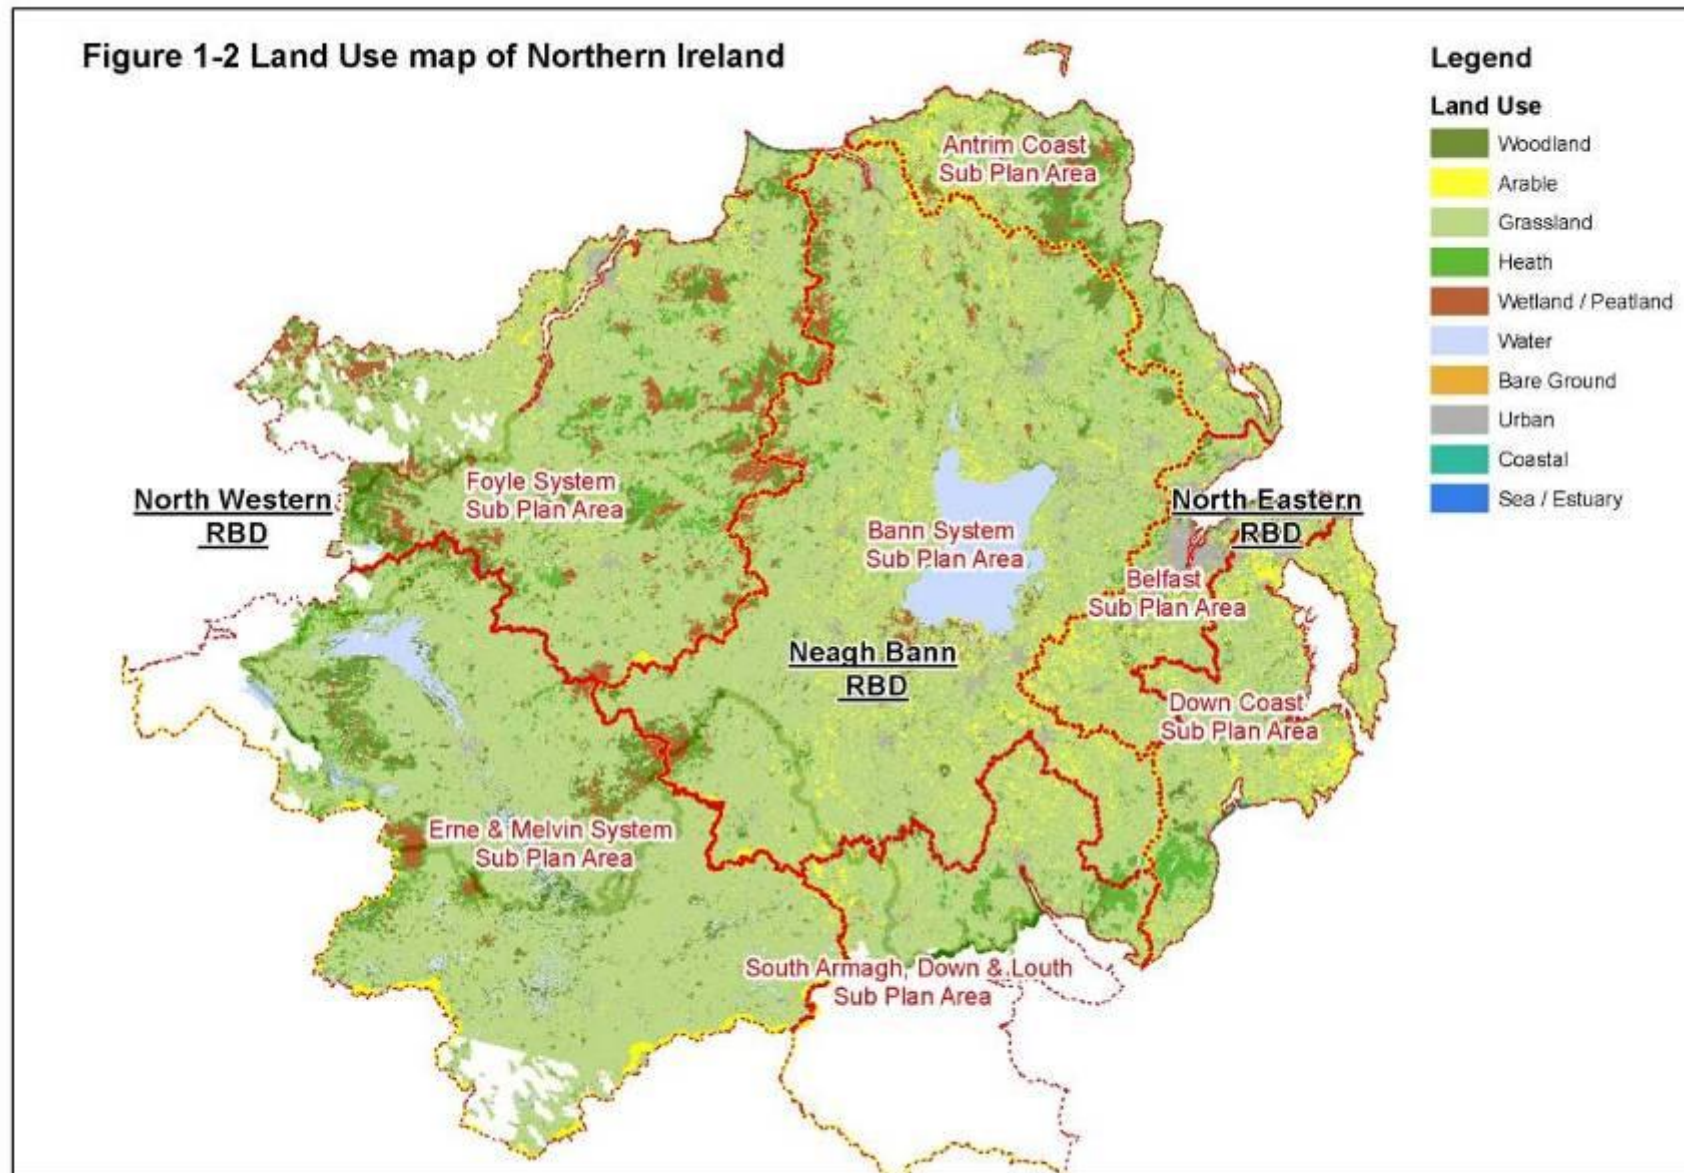 Figure 1-2 Land Use map of Northern Ireland
Legend
Land Use
Woodland
Arable
Grassland
Heath
Wetland / Peatland
Water
Bare Ground
Urban
Coastal
Sea / Estuary
Antrim Coast
Sub Plan Area
North Western
RBD
Foyle System
Sub Plan Area
Bann System
Sub Plan Area
North Eastern
RBD
Belfast
Sub Plan Area
Neagh Bann
RBD
Down Coast
Sub Plan Area
Erne & Melvin System
Sub Plan Area
South Armagh, Down & Louth
Sub Plan Area